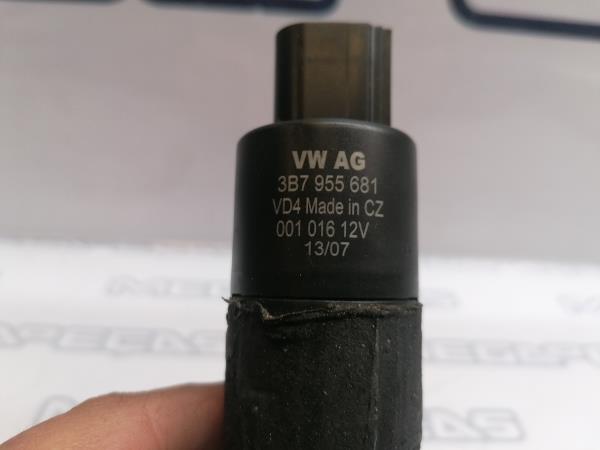 VW AG
3B7 955 681
VD4 Made in CZ
001 016 12V
13/07